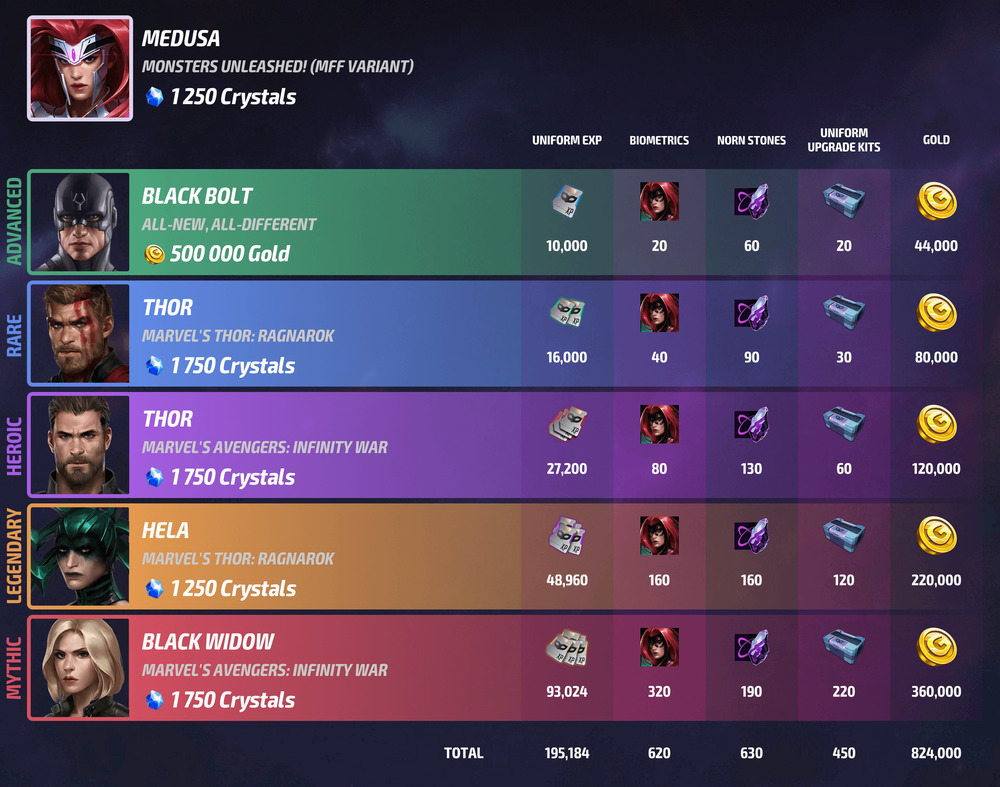 MEDUSA
MONSTERS UNLEASHED! (MFF VARIANT)
1 250 Crystals
UNIFORM EXP BIOMETRICS NORN STONES UNIFORM UPGRADE KITS GOLD
ADVANCED
BLACK BOLT
ALL-NEW, ALL-DIFFERENT
500 000 Gold
10,000 20 60 20 44,000
RARE
THOR
MARVEL'S THOR: RAGNAROK
1 750 Crystals
16,000 40 90 30 80,000
HEROIC
THOR
MARVEL'S AVENGERS: INFINITY WAR
1 750 Crystals
27,200 80 130 60 120,000
LEGENDARY
HELA
MARVEL'S THOR: RAGNAROK
1 250 Crystals
48,960 160 160 120 220,000
MYTHIC
BLACK WIDOW
MARVEL'S AVENGERS: INFINITY WAR
1 750 Crystals
93,024 320 190 220 360,000
TOTAL 195,184 620 630 450 824,000